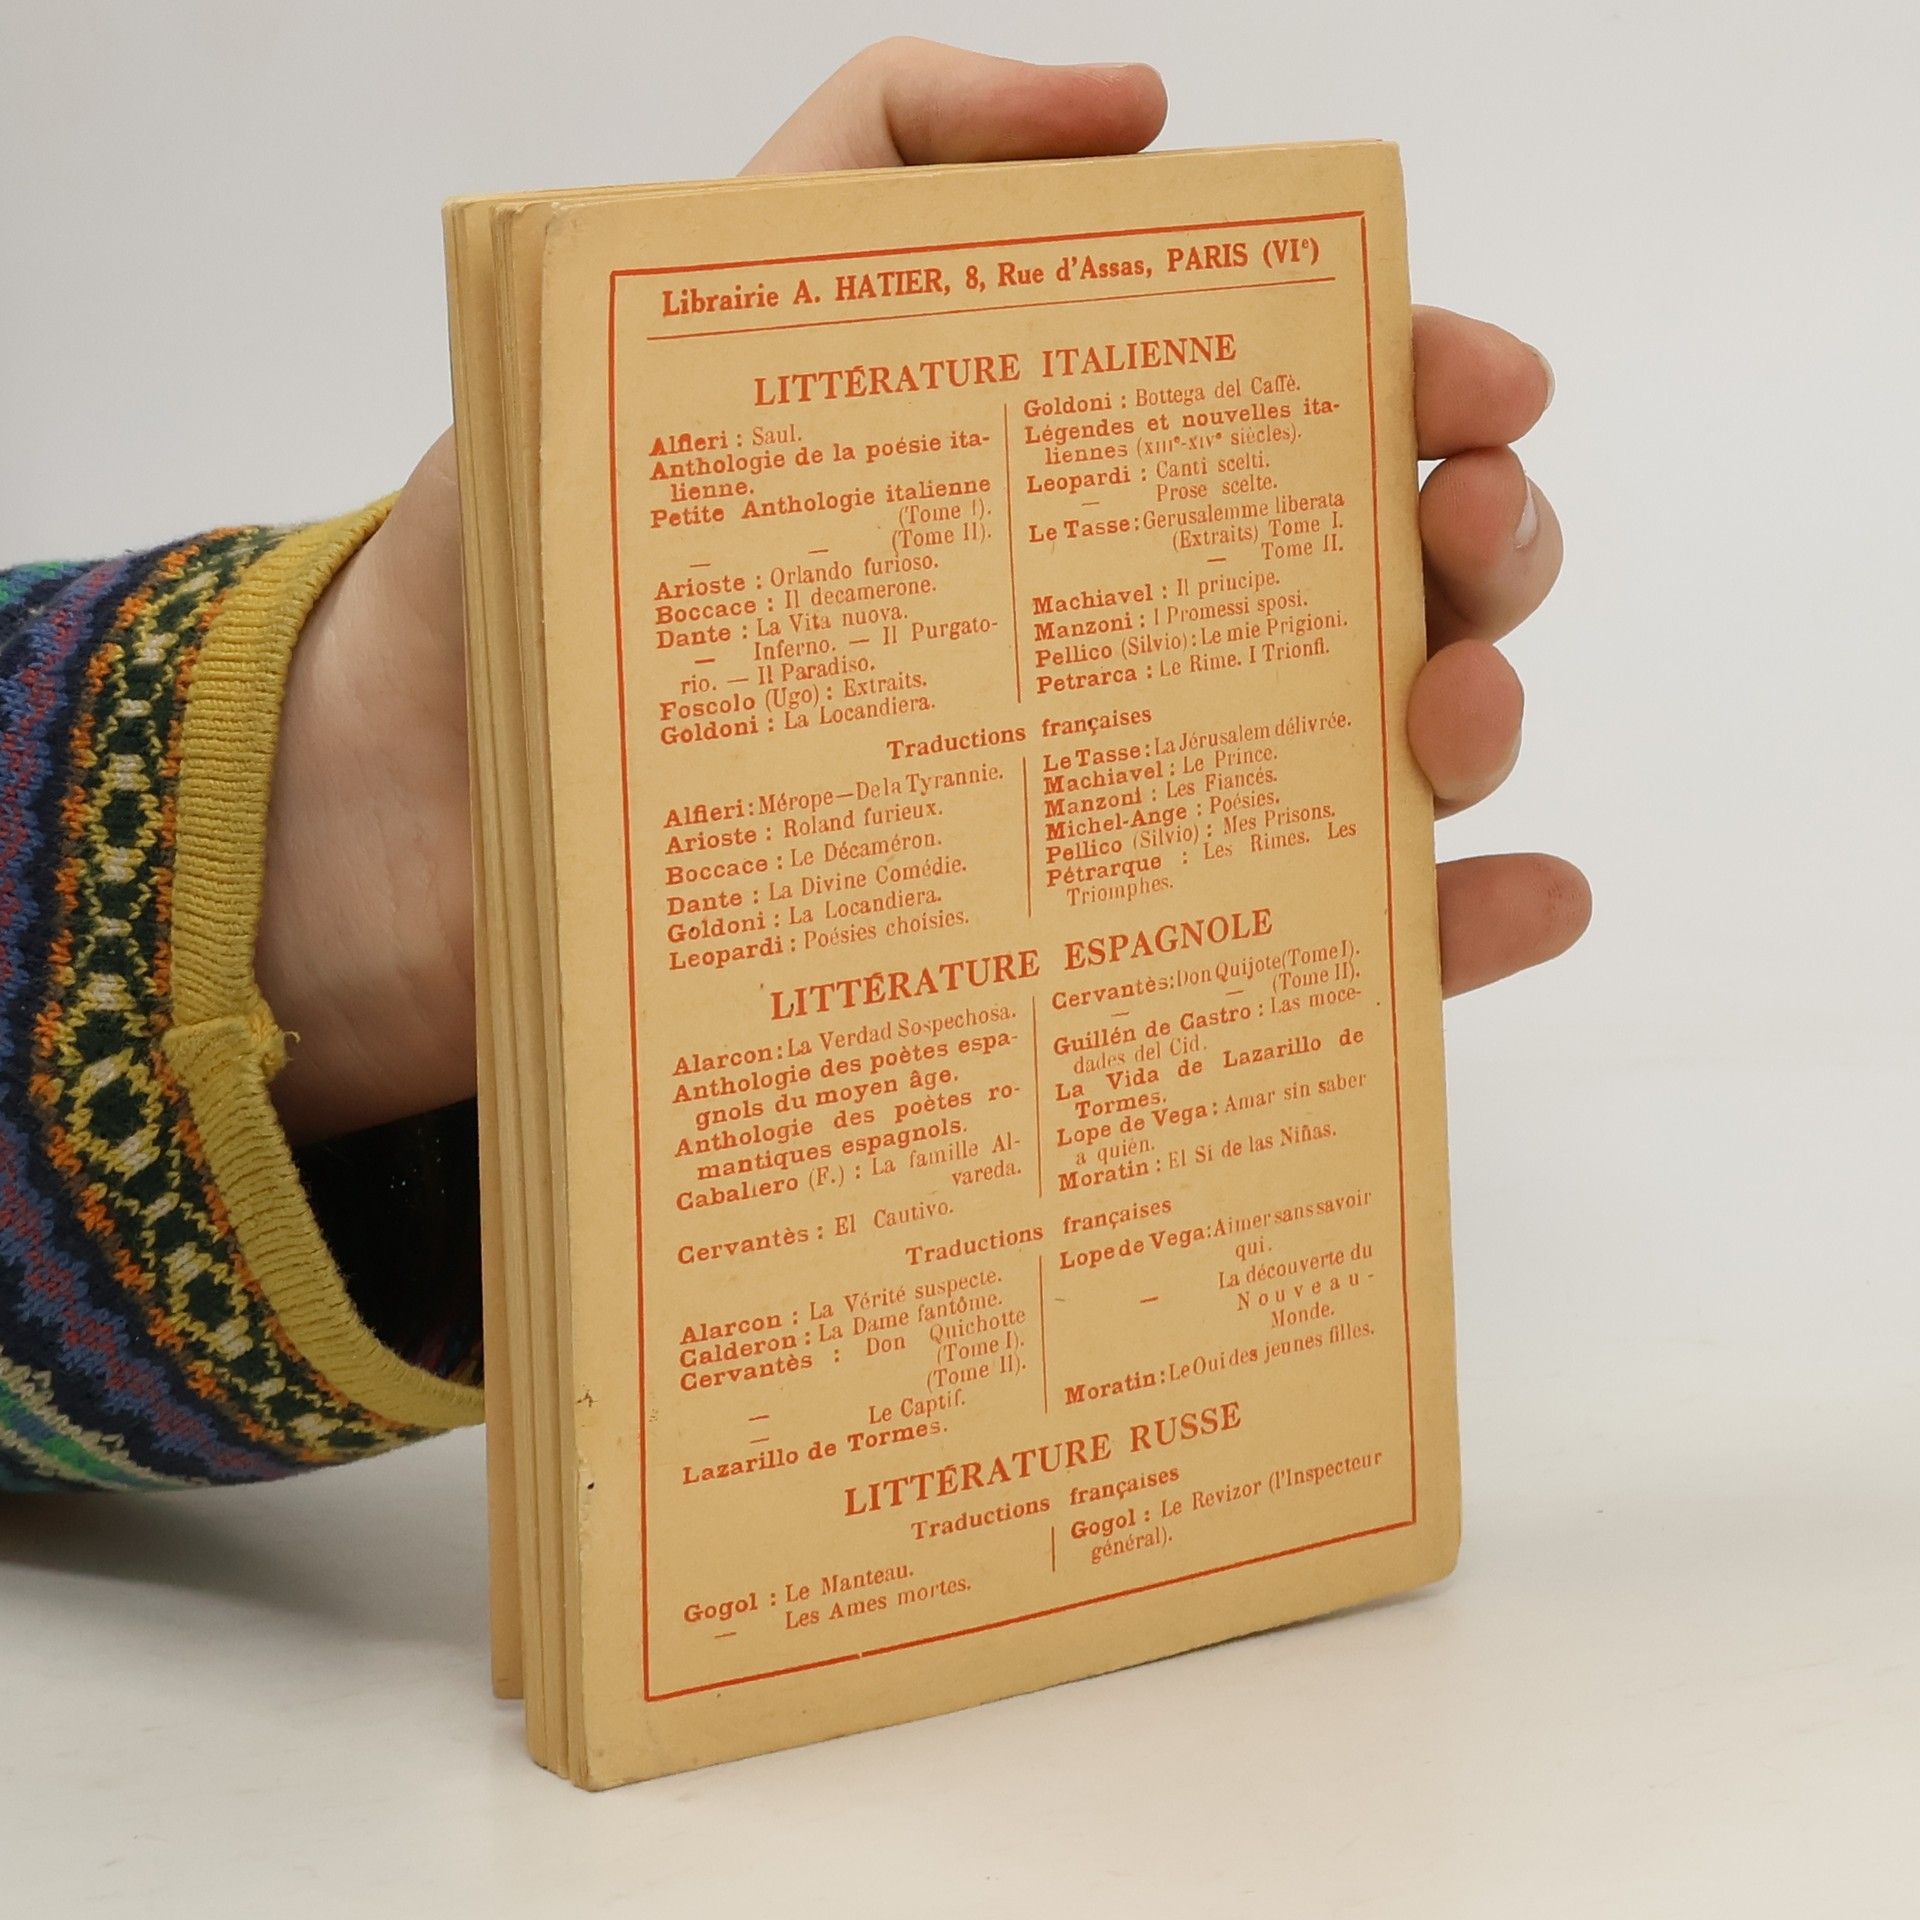 Librairie A. HATIER, 8, Rue d'Assas, PARIS (VIe)
LITTÉRATURE ITALIENNE
Alfieri : Saul.
Anthologie de la poésie ita-
lienne.
Petite Anthologie italienne
(Tome I).
— — (Tome II).
Arioste : Orlando furioso.
Boccace : Il decamerone.
Dante : La Vita nuova.
— Inferno. — Il Purgato-
rio. — Il Paradiso.
Foscolo (Ugo) : Extraits.
Goldoni : La Locandiera.
Goldoni : Bottega del Caffè.
Légendes et nouvelles ita-
liennes (XIIIe-XIVe siècles).
Leopardi : Canti scelti.
— Prose scelte.
Le Tasse : Gerusalemme liberata
(Extraits) Tome I.
— Tome II.
Machiavel : Il principe.
Manzoni : I Promessi sposi.
Pellico (Silvio) : Le mie Prigioni.
Petrarca : Le Rime. I Trionfi.
Traductions françaises
Alfieri : Mérope — De la Tyrannie.
Arioste : Roland furieux.
Boccace : Le Décaméron.
Dante : La Divine Comédie.
Goldoni : La Locandiera.
Leopardi : Poésies choisies.
Le Tasse : La Jérusalem délivrée.
Machiavel : Le Prince.
Manzoni : Les Fiancés.
Michel-Ange : Poésies.
Pellico (Silvio) : Mes Prisons.
Pétrarque : Les Rimes. Les
Triomphes.
LITTÉRATURE ESPAGNOLE
Alarcon : La Verdad Sospechosa.
Anthologie des poètes espa-
gnols du moyen âge.
Anthologie des poètes ro-
mantiques espagnols.
Caballero (F.) : La famille Al-
vareda.
Cervantès : El Cautivo.
Cervantès : Don Quijote (Tome I).
— — (Tome II).
Guillén de Castro : Las moce-
dades del Cid.
La Vida de Lazarillo de
Tormes.
Lope de Vega : Amar sin saber
a quién.
Moratin : El Sí de las Niñas.
Traductions françaises
Alarcon : La Vérité suspecte.
Calderon : La Dame fantôme.
Cervantès : Don Quichotte
(Tome I).
— (Tome II).
— Le Captif.
Lazarillo de Tormes.
Lope de Vega : Aimer sans savoir
qui.
— La découverte du
Nouveau-
Monde.
Moratin : Le Oui des jeunes filles.
LITTÉRATURE RUSSE
Traductions françaises
Gogol : Le Manteau.
— Les Ames mortes.
Gogol : Le Revizor (l'Inspecteur
général).